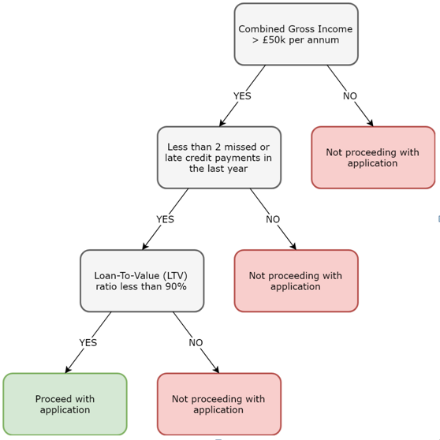 Combined Gross Income
> £50k per annum
YES
NO
Less than 2 missed or
late credit payments in
the last year
Not proceeding with
application
YES
NO
Loan-To-Value (LTV)
ratio less than 90%
Not proceeding with
application
YES
NO
Proceed with
application
Not proceeding with
application